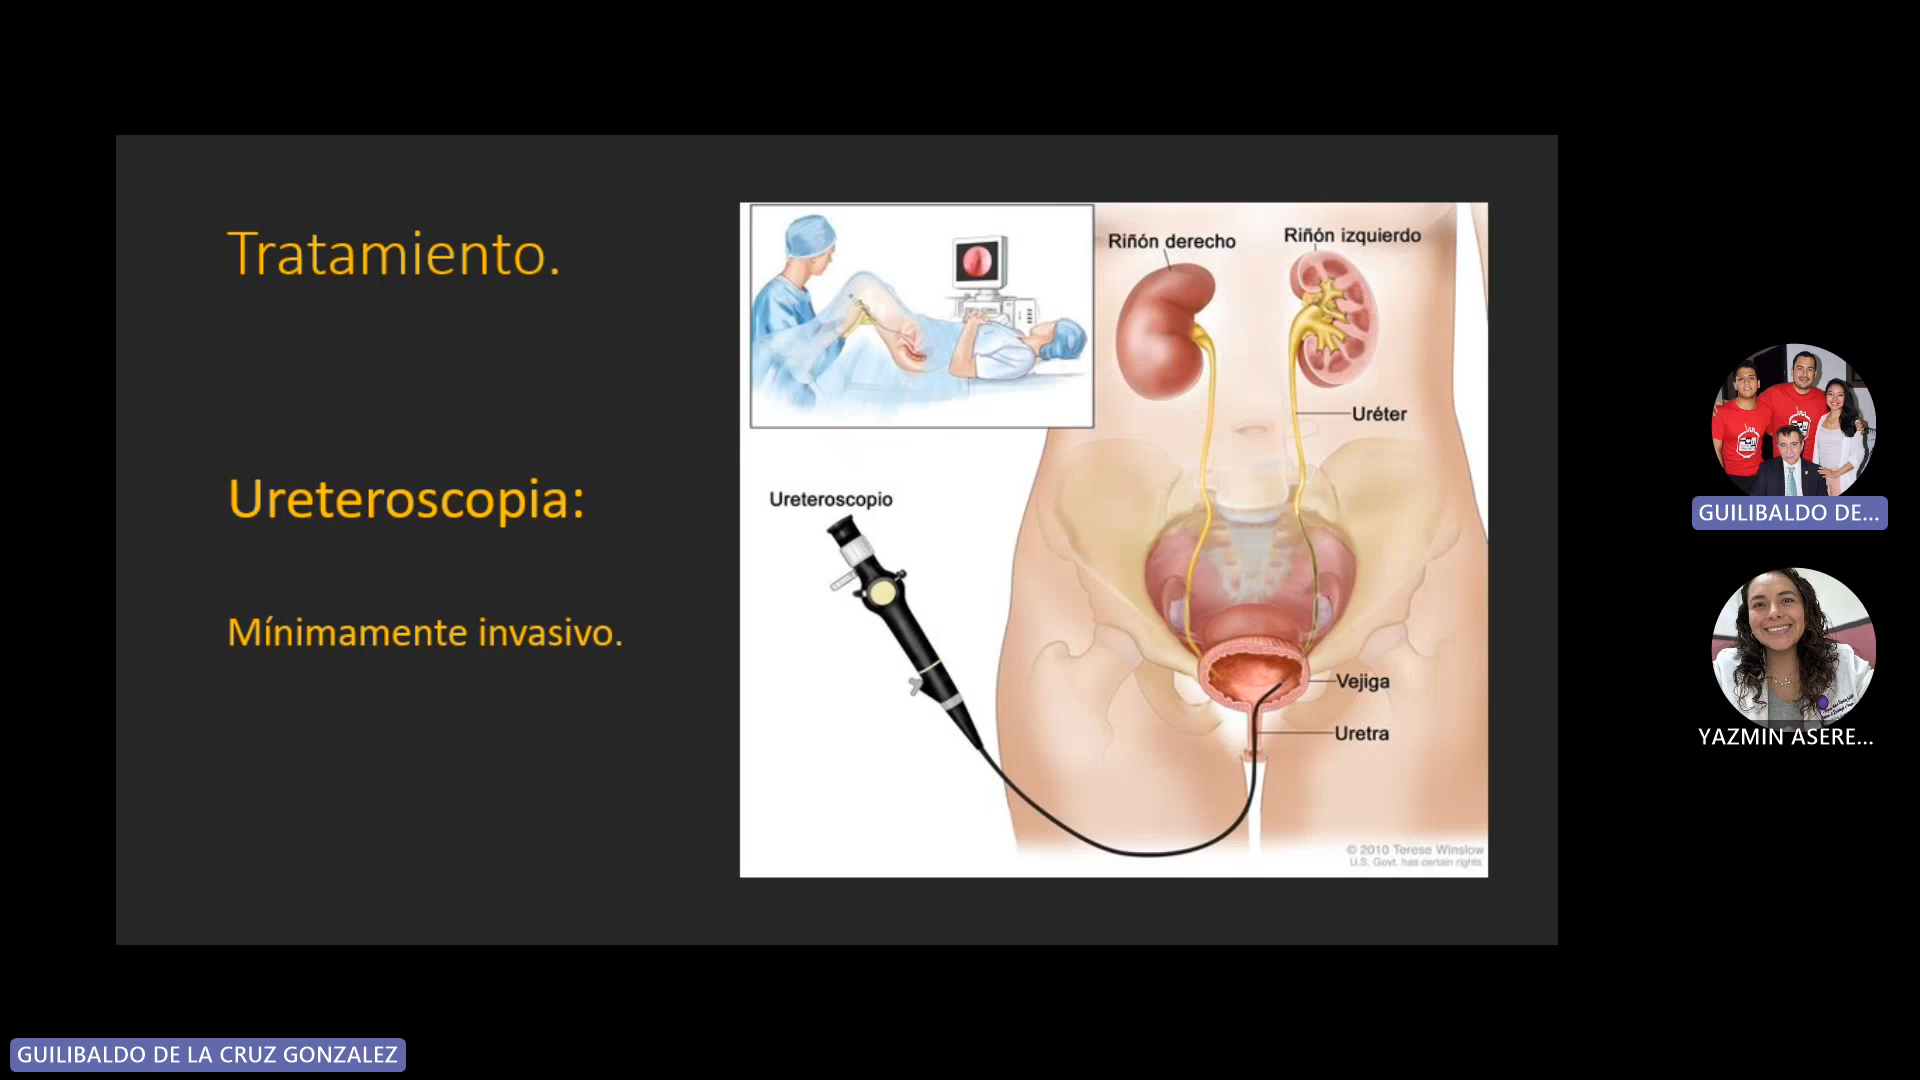 Tratamiento.
Ureteroscopia:
Mínimamente invasivo.
Riñón derecho
Riñón izquierdo
Uréter
Ureteroscopio
Vejiga
Uretra
© 2010 Terese Winslow
U.S. Govt. has certain rights
GUILIBALDO DE...
YAZMIN ASERE...
GUILIBALDO DE LA CRUZ GONZALEZ